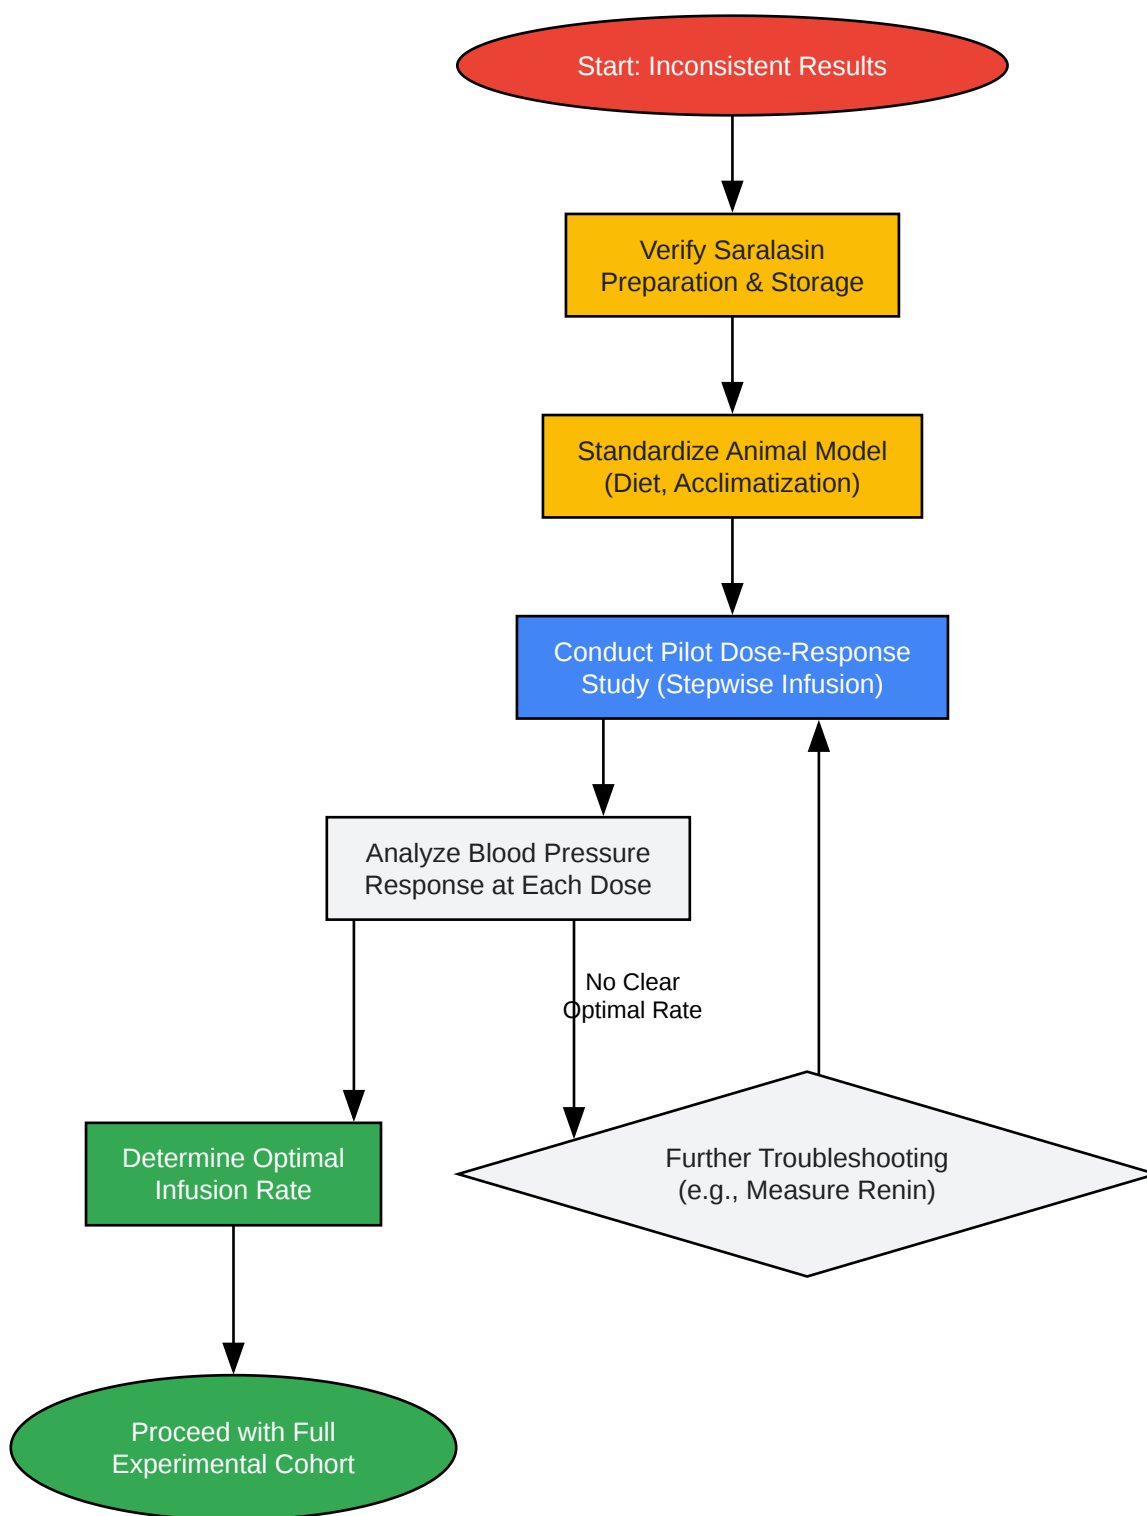 Start: Inconsistent Results
Verify Saralasin
Preparation & Storage
Standardize Animal Model
(Diet, Acclimatization)
Conduct Pilot Dose-Response
Study (Stepwise Infusion)
Analyze Blood Pressure
Response at Each Dose
No Clear
Optimal Rate
Determine Optimal
Infusion Rate
Further Troubleshooting
(e.g., Measure Renin)
Proceed with Full
Experimental Cohort